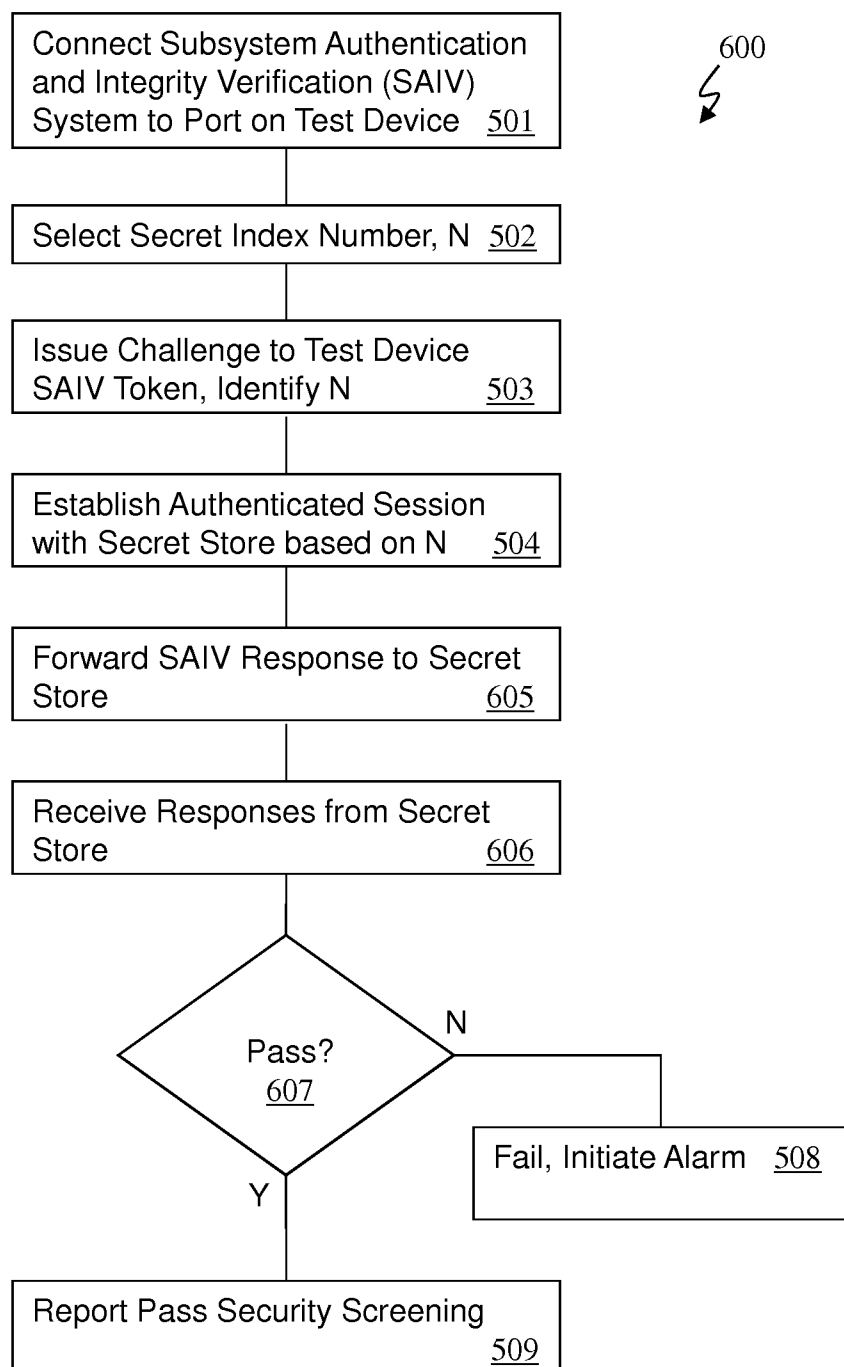 Connect Subsystem Authentication
and Integrity Verification (SAIV)
System to Port on Test Device 501
600
Select Secret Index Number, N 502
Issue Challenge to Test Device
SAIV Token, Identify N 503
Establish Authenticated Session
with Secret Store based on N 504
Forward SAIV Response to Secret
Store 605
Receive Responses from Secret
Store 606
Pass?
607
N
Fail, Initiate Alarm 508
Y
Report Pass Security Screening
509